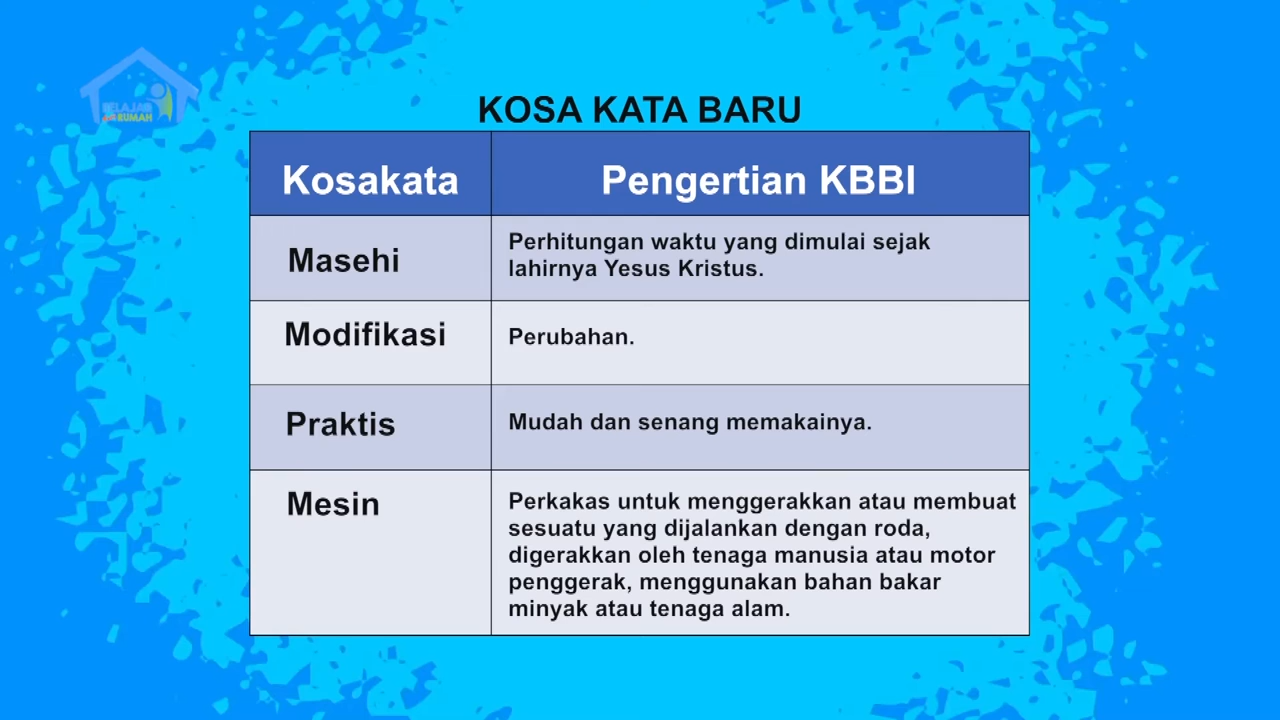 BELAJAR
dari RUMAH
KOSA KATA BARU
Kosakata
Pengertian KBBI
Masehi
Perhitungan waktu yang dimulai sejak
lahirnya Yesus Kristus.
Modifikasi
Perubahan.
Praktis
Mudah dan senang memakainya.
Mesin
Perkakas untuk menggerakkan atau membuat
sesuatu yang dijalankan dengan roda,
digerakkan oleh tenaga manusia atau motor
penggerak, menggunakan bahan bakar
minyak atau tenaga alam.